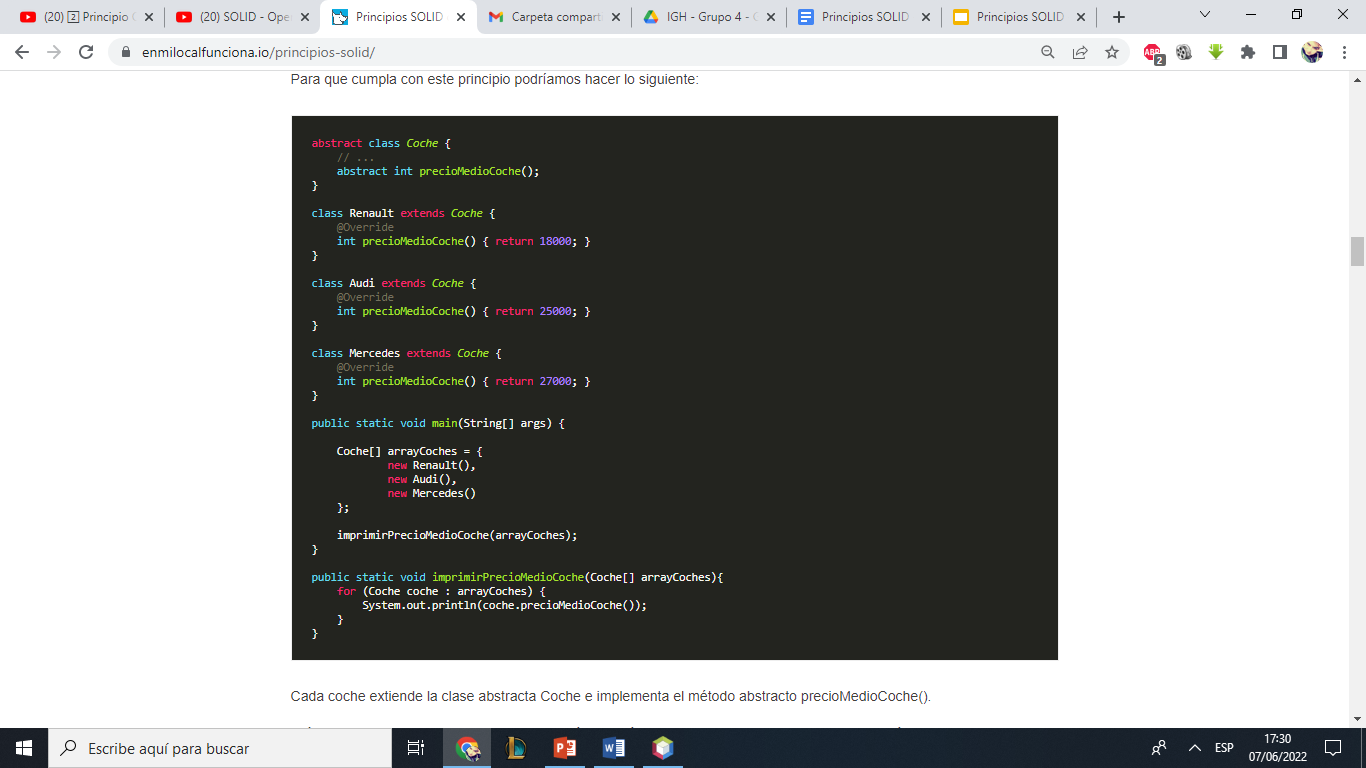 (20) 2 Principio
(20) SOLID - Ope
Principios SOLID
Carpeta compart
IGH - Grupo 4 -
Principios SOLID
Principios SOLID
enmilocalfunciona.io/principios-solid/
ABP
2
Para que cumpla con este principio podríamos hacer lo siguiente:
abstract class Coche {
// ...
abstract int precioMedioCoche();
}
class Renault extends Coche {
@Override
int precioMedioCoche() { return 18000; }
}
class Audi extends Coche {
@Override
int precioMedioCoche() { return 25000; }
}
class Mercedes extends Coche {
@Override
int precioMedioCoche() { return 27000; }
}
public static void main(String[] args) {
Coche[] arrayCoches = {
new Renault(),
new Audi(),
new Mercedes()
};
imprimirPrecioMedioCoche(arrayCoches);
}
public static void imprimirPrecioMedioCoche(Coche[] arrayCoches){
for (Coche coche : arrayCoches) {
System.out.println(coche.precioMedioCoche());
}
}
Cada coche extiende la clase abstracta Coche e implementa el método abstracto precioMedioCoche().
Escribe aquí para buscar
ESP
17:30
07/06/2022